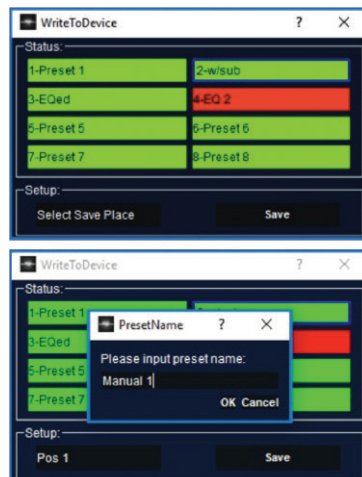 WriteToDevice ? X
Status:
1-Preset 1 2-w/sub
3-EQed 4-EQ 2
5-Preset 5 6-Preset 6
7-Preset 7 8-Preset 8
Setup:
Select Save Place Save
WriteToDevice ? X
Status:
1-Preset 1
PresetName ? X
3-EQed
Please input preset name:
5-Preset 5
Manual 1
7-Preset 7
OK Cancel
Setup:
Pos 1 Save